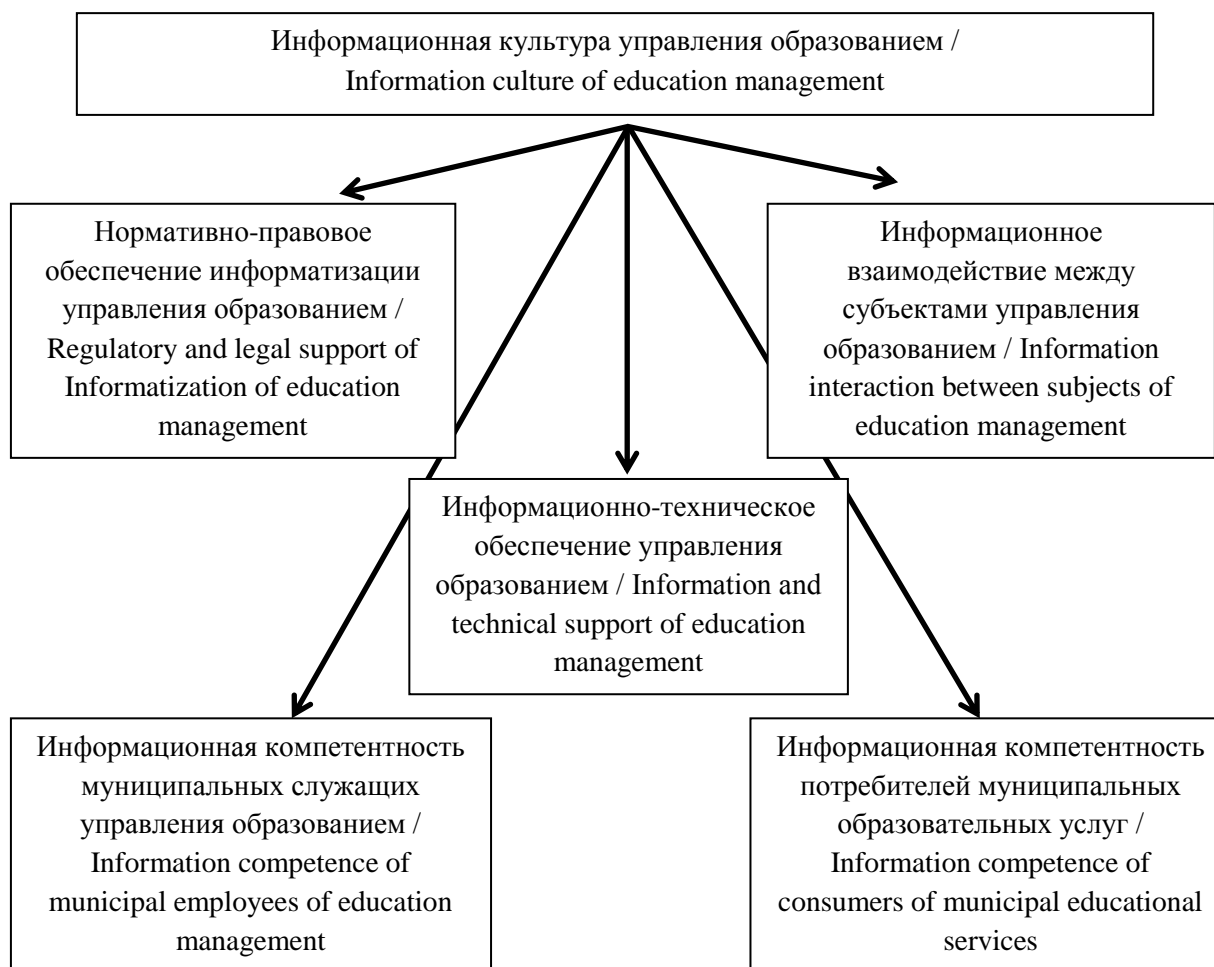 Информационная культура управления образованием /
Information culture of education management
Нормативно-правовое
обеспечение информатизации
управления образованием /
Regulatory and legal support of
Informatization of education
management
Информационное
взаимодействие между
субъектами управления
образованием / Information
interaction between subjects of
education management
Информационно-техническое
обеспечение управления
образованием / Information and
technical support of education
management
Информационная компетентность
муниципальных служащих
управления образованием /
Information competence of
municipal employees of education
management
Информационная компетентность
потребителей муниципальных
образовательных услуг /
Information competence of
consumers of municipal educational
services